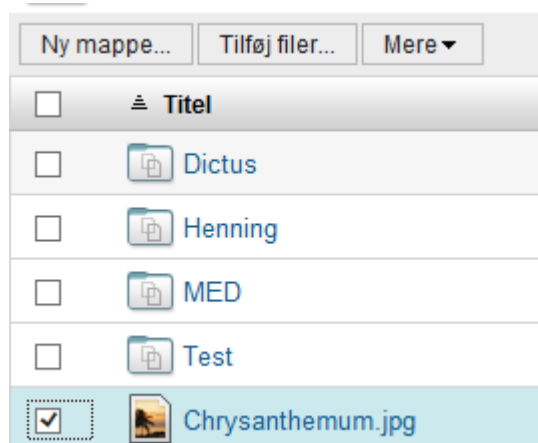 Ny mappe... Tilføj filer... Mere
Titel
Dictus
Henning
MED
Test
Chrysanthemum.jpg